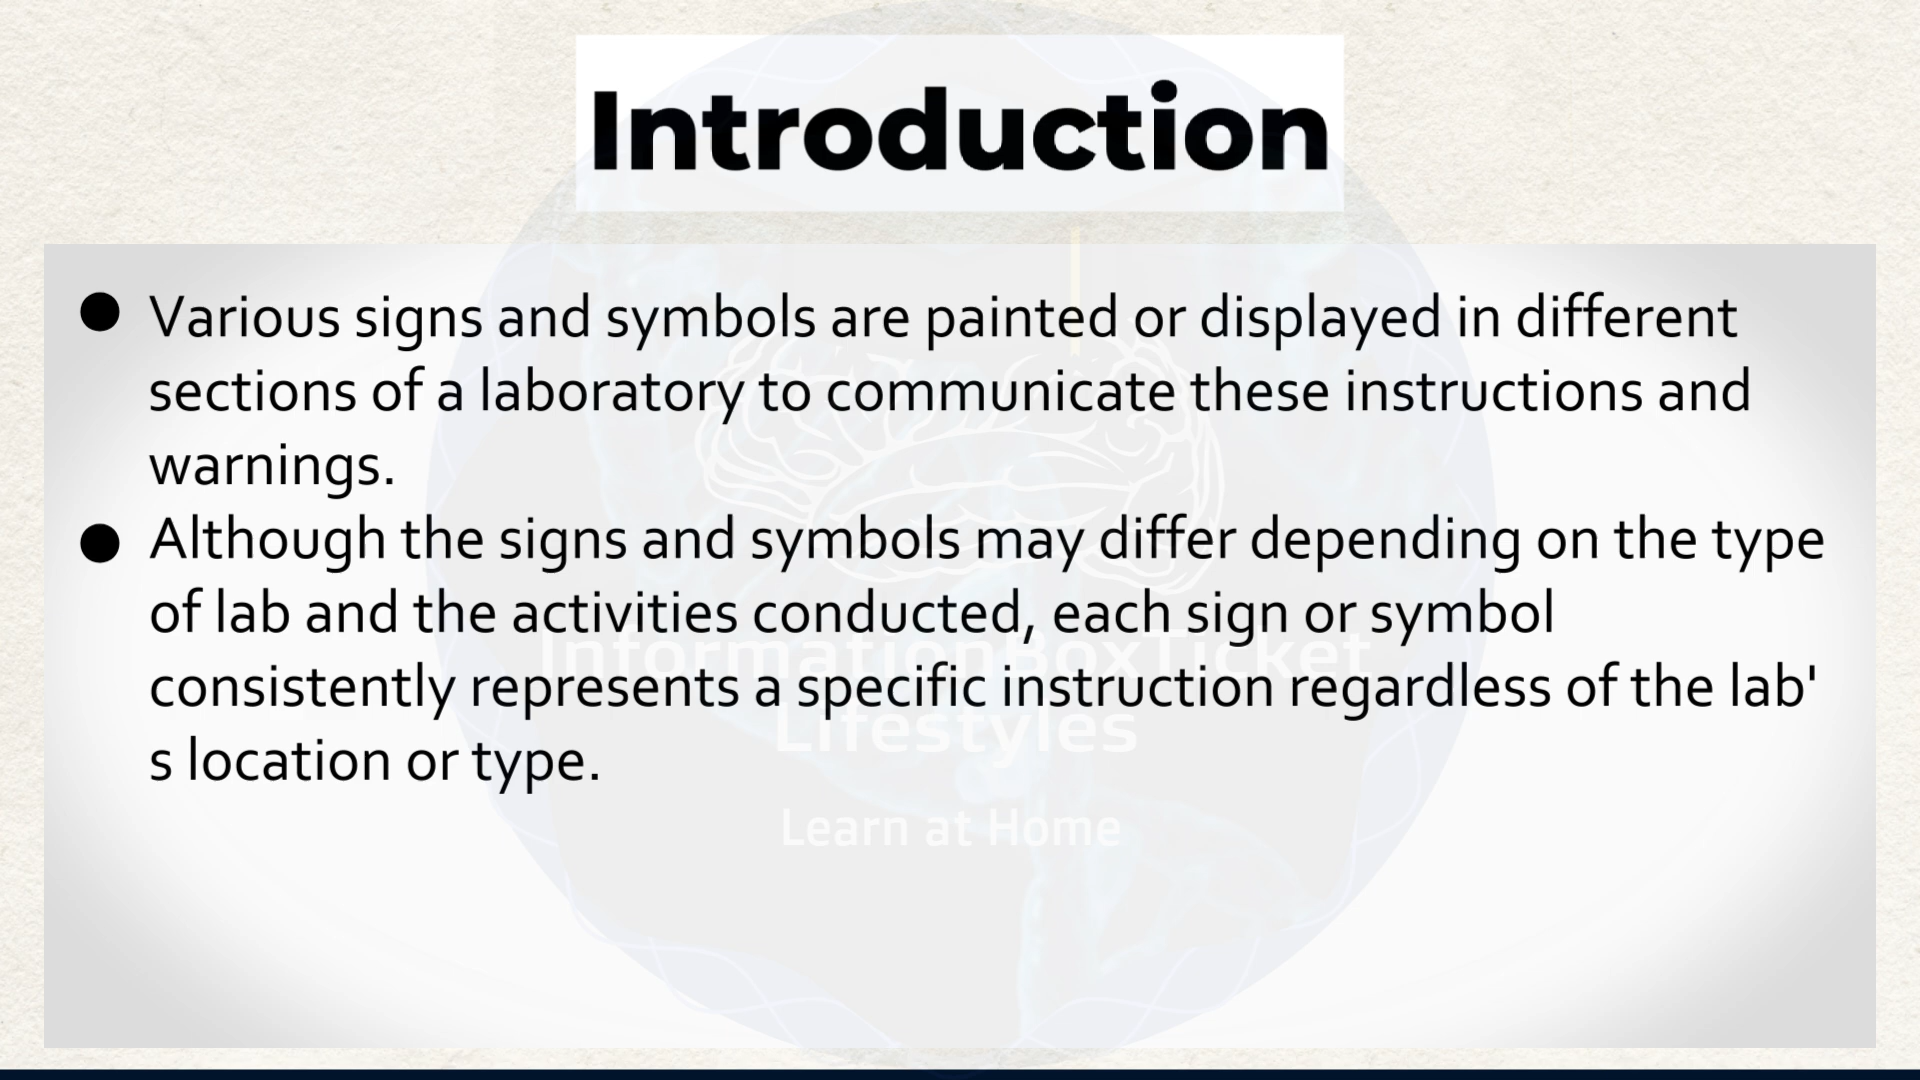 Introduction
● Various signs and symbols are painted or displayed in different
sections of a laboratory to communicate these instructions and
warnings.
● Although the signs and symbols may differ depending on the type
of lab and the activities conducted, each sign or symbol
InformationBoxTicket
consistently represents a specific instruction regardless of the lab'
Lifestyles
s location or type.
Learn at Home